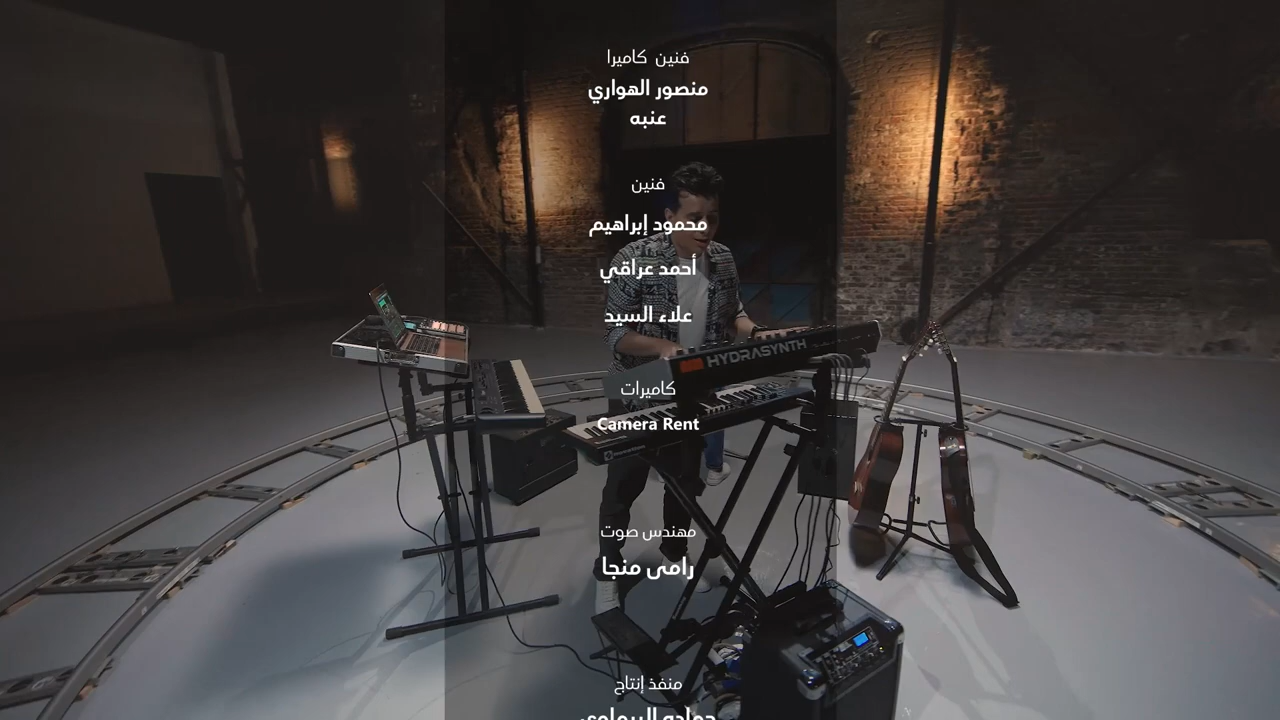 فنين كاميرا
منصور الهواري
عنبه
فنين
محمود إبراهيم
أحمد عراقي
علاء السيد
HYDRASYNTH
كاميرات
Camera Rent
مهندس صوت
رامى منجا
منفذ إنتاج